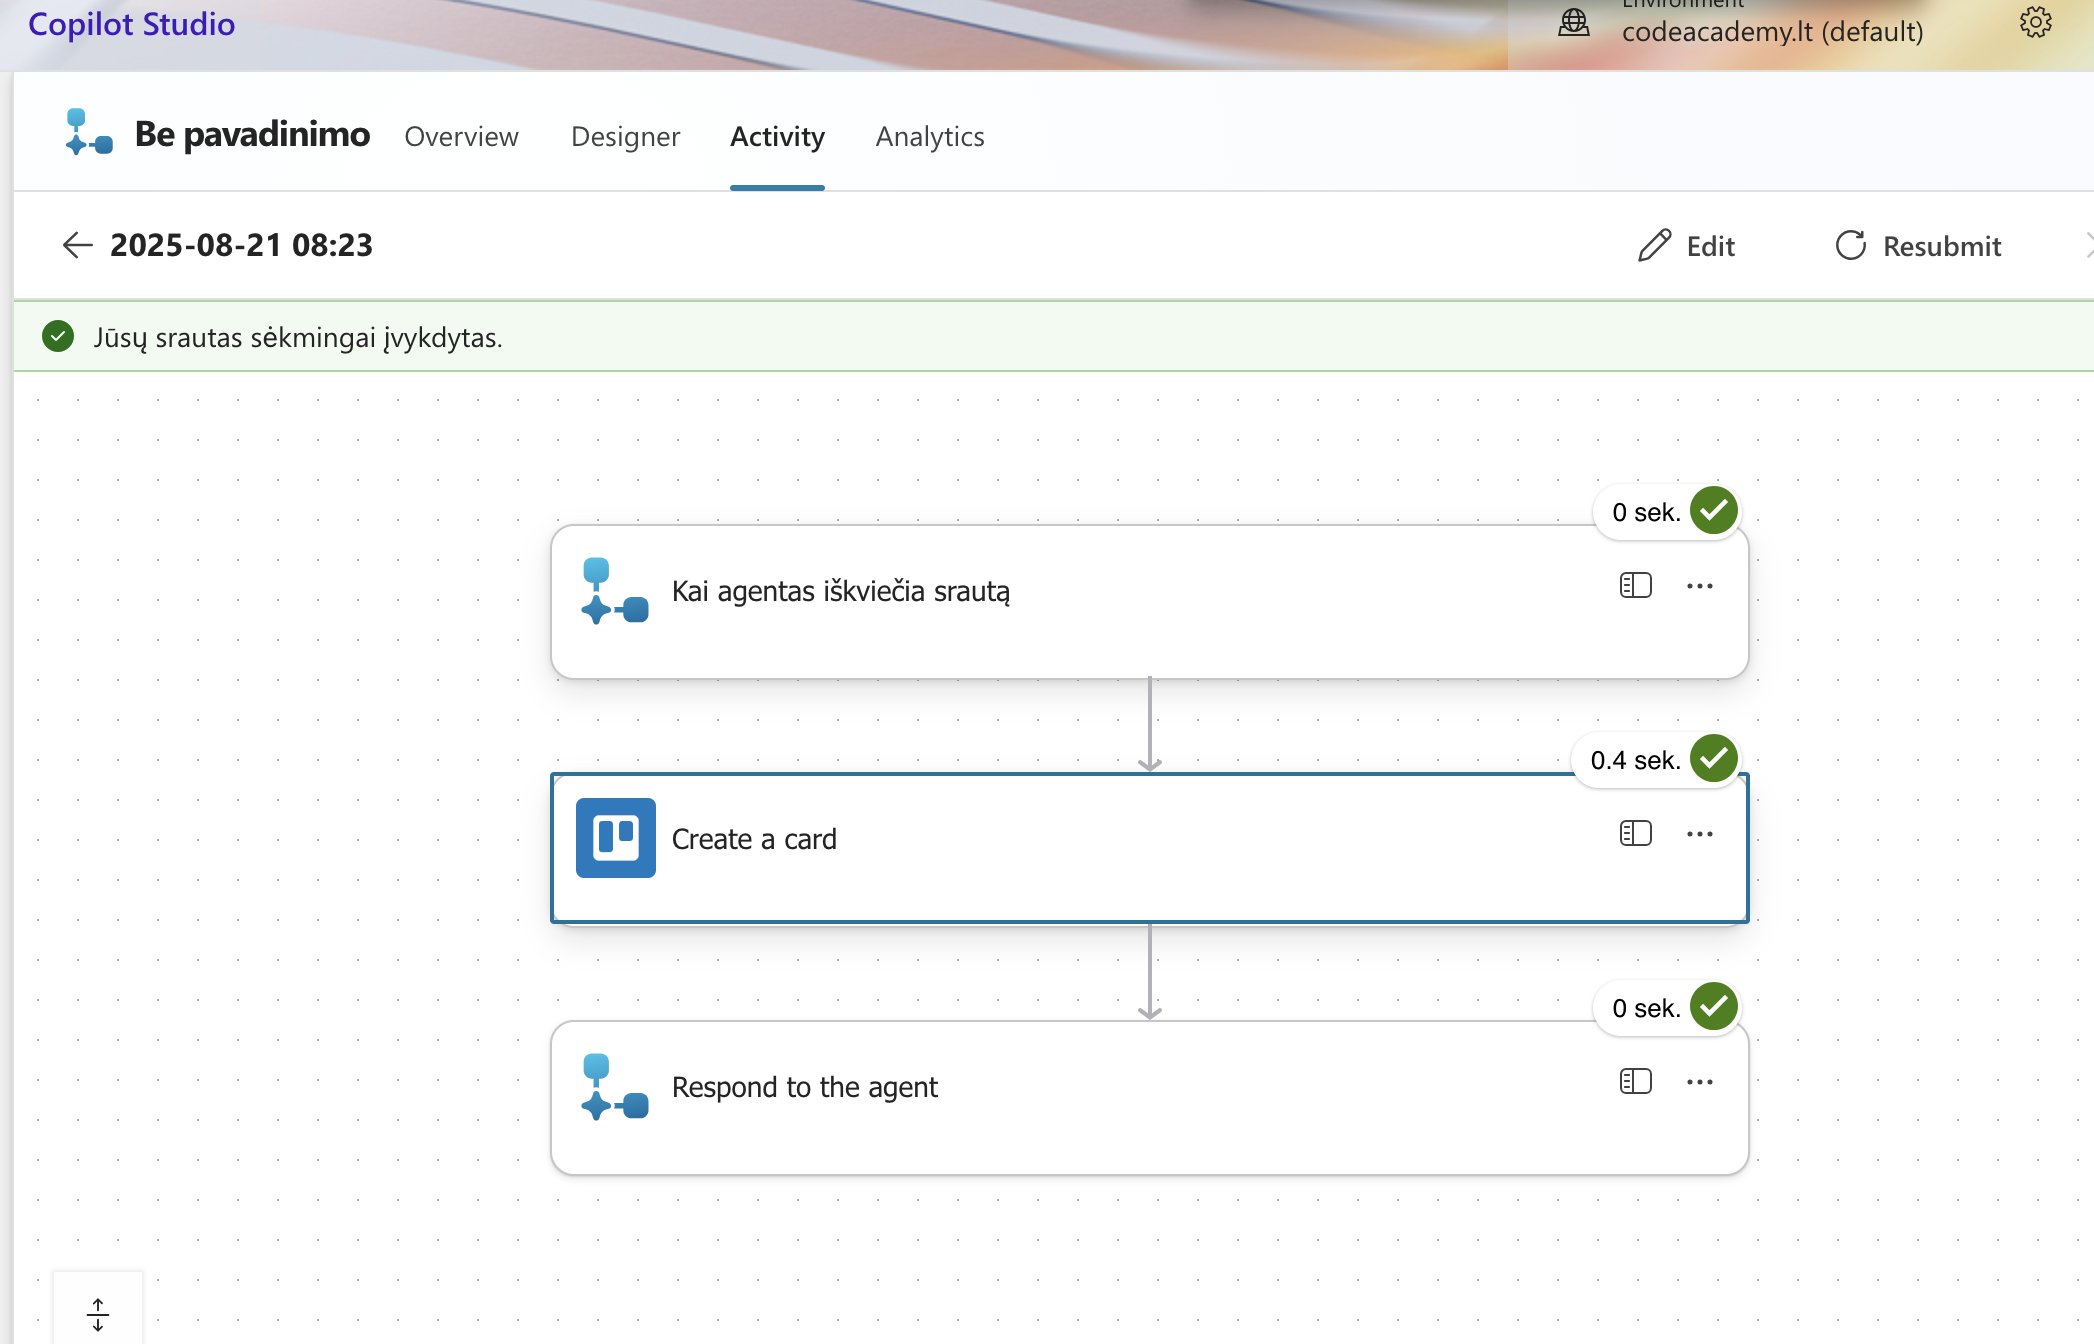 Copilot Studio
Environment
codeacademy.lt (default)
Be pavadinimo
Overview
Designer
Activity
Analytics
2025-08-21 08:23
Edit
Resubmit
Jūsų srautas sėkmingai įvykdytas.
0 sek.
Kai agentas iškviečia srautą
0.4 sek.
Create a card
0 sek.
Respond to the agent